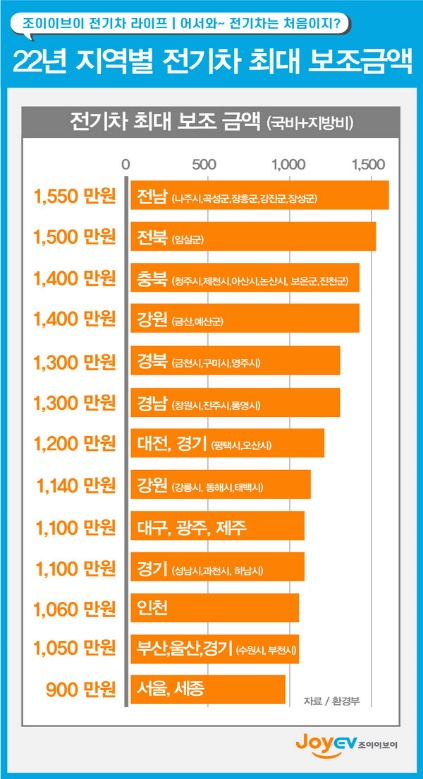 조이이브이 전기차 라이프 | 어서와~ 전기차는 처음이지?
22년 지역별 전기차 최대 보조금액
전기차 최대 보조 금액 (국비+지방비)
0 500 1,000 1,500
1,550 만원 전남 (나주시,곡성군,장흥군,강진군,장성군)
1,500 만원 전북 (임실군)
1,400 만원 충북 (청주시,제천시,아산시,논산시, 보은군,진천군)
1,400 만원 강원 (금산,예산군)
1,300 만원 경북 (김천시,구미시,영주시)
1,300 만원 경남 (창원시,진주시,통영시)
1,200 만원 대전, 경기 (평택시,오산시)
1,140 만원 강원 (강릉시, 동해시,태백시)
1,100 만원 대구, 광주, 제주
1,100 만원 경기 (성남시,과천시, 하남시)
1,060 만원 인천
1,050 만원 부산,울산,경기 (수원시, 부천시)
900 만원 서울, 세종
자료 / 환경부
JoyEV 조이이브이